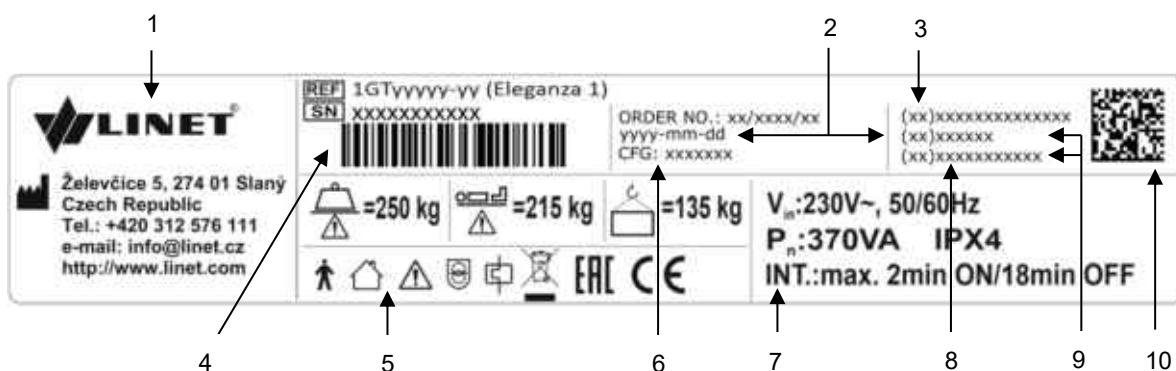 1
2
3
LINET®
Želevčice 5, 274 01 Slaný
Czech Republic
Tel.: +420 312 576 111
e-mail: info@linet.cz
http://www.linet.com
REF 1GTyyyyy-yy (Eleganza 1)
SN xxxxxxxxxxx
ORDER NO.: xx/xxxx/xx
yyyy-mm-dd
CFG: xxxxxxx
(xx)xxxxxxxxxxxxxx
(xx)xxxxxx
(xx)xxxxxxxxxxx
=250 kg
=215 kg
=135 kg
EAC CE
Vin:230V~, 50/60Hz
Pn:370VA IPX4
INT.:max. 2min ON/18min OFF
4
5
6
7
8
9
10